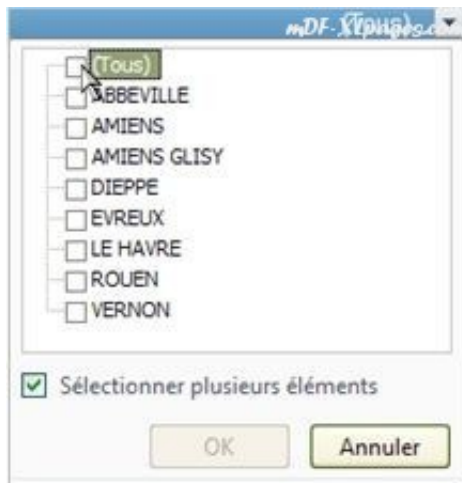 (Tous)
mDF-XLpages.com
(Tous)
ABBEVILLE
AMIENS
AMIENS GLISY
DIEPPE
EVREUX
LE HAVRE
ROUEN
VERNON
Sélectionner plusieurs éléments
OK
Annuler